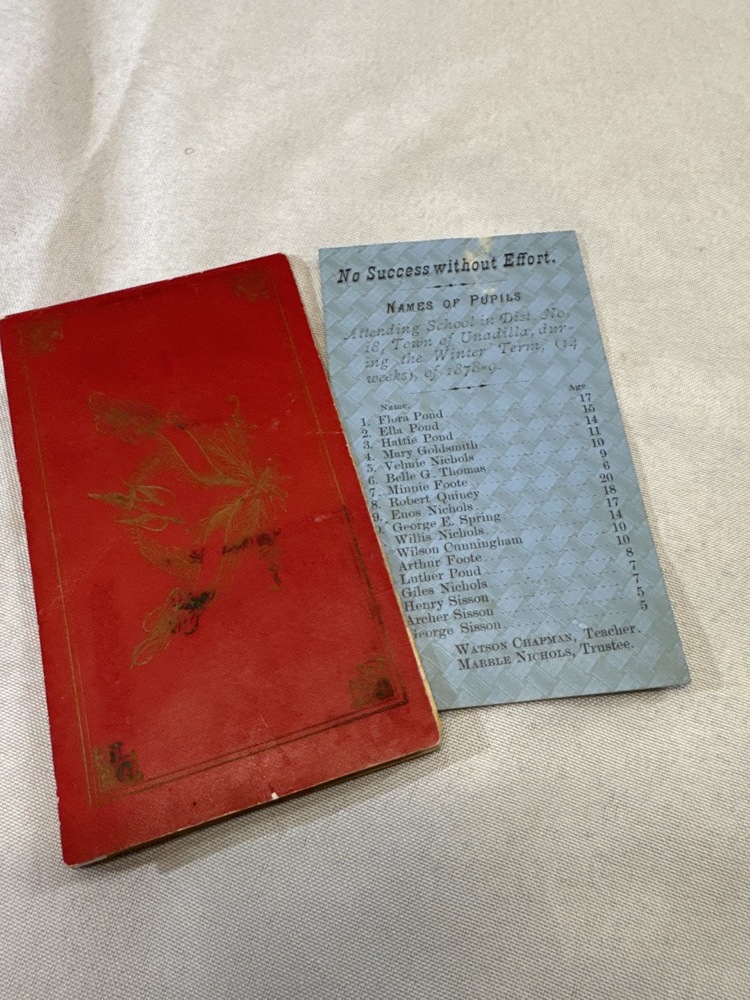 No Success without Effort.
NAMES OF PUPILS
Attending School in Dist. No.
18, Town of Unadilla, dur-
ing the Winter Term, (14
weeks), of 1878-9.
Name. Age
1. Flora Pond 17
2. Ella Pond 15
3. Hattie Pond 14
4. Mary Goldsmith 11
5. Velmie Nichols 10
6. Belle G. Thomas 9
7. Minnie Foote 6
8. Robert Quincy 20
9. Enos Nichols 18
George E. Spring 17
Willis Nichols 14
Wilson Cunningham 10
Arthur Foote 10
Luther Pond 8
Giles Nichols 7
Henry Sisson 7
Archer Sisson 5
George Sisson 5
WATSON CHAPMAN, Teacher.
MARBLE NICHOLS, Trustee.